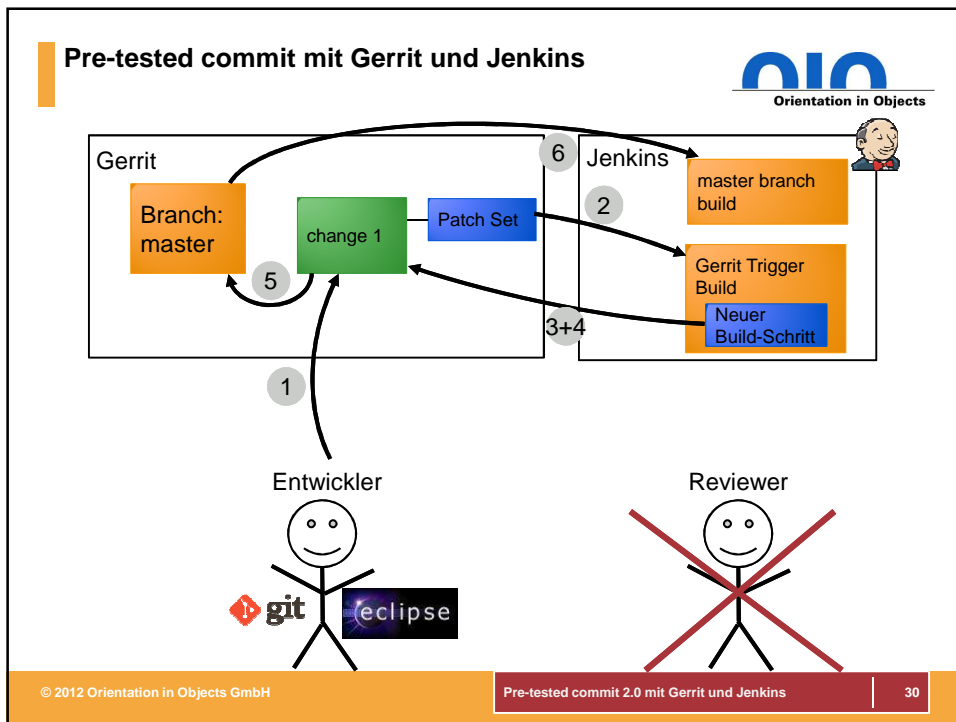 Pre-tested commit mit Gerrit und Jenkins
OIO
Orientation in Objects
Gerrit
6
Jenkins
master branch
build
Branch:
master
change 1
Patch Set
2
Gerrit Trigger
Build
5
3+4
Neuer
Build-Schritt
1
Entwickler
Reviewer
git
eclipse
© 2012 Orientation in Objects GmbH
Pre-tested commit 2.0 mit Gerrit und Jenkins
30